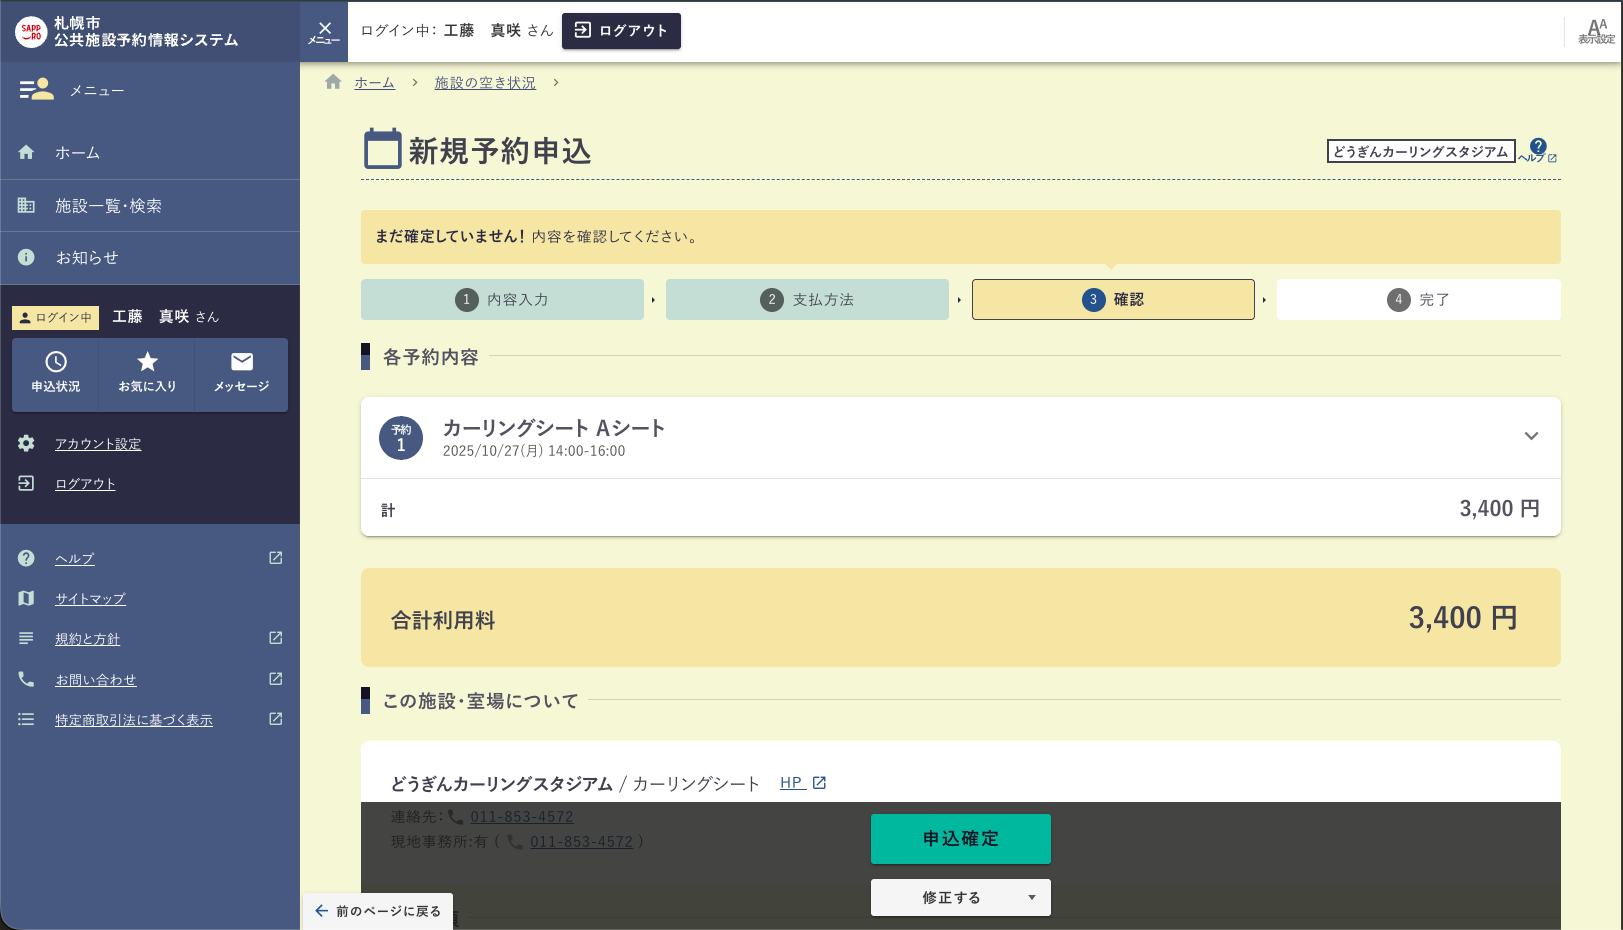 SAPP
RO
札幌市
公共施設予約情報システム
メニュー
ログイン中： 工藤　真咲 さん
ログアウト
AA
表示設定
メニュー
ホーム
施設一覧・検索
お知らせ
ログイン中 工藤　真咲 さん
申込状況 お気に入り メッセージ
アカウント設定
ログアウト
ヘルプ
サイトマップ
規約と方針
お問い合わせ
特定商取引法に基づく表示
ホーム › 施設の空き状況 ›
新規予約申込
どうぎんカーリングスタジアム
ヘルプ
まだ確定していません！ 内容を確認してください。
1 内容入力
2 支払方法
3 確認
4 完了
各予約内容
予約
1
カーリングシート Aシート
2025/10/27(月) 14:00-16:00
計 3,400 円
合計利用料 3,400 円
この施設・室場について
どうぎんカーリングスタジアム / カーリングシート HP
連絡先： 011-853-4572
現地事務所:有 ( 011-853-4572 )
申込確定
修正する
前のページに戻る